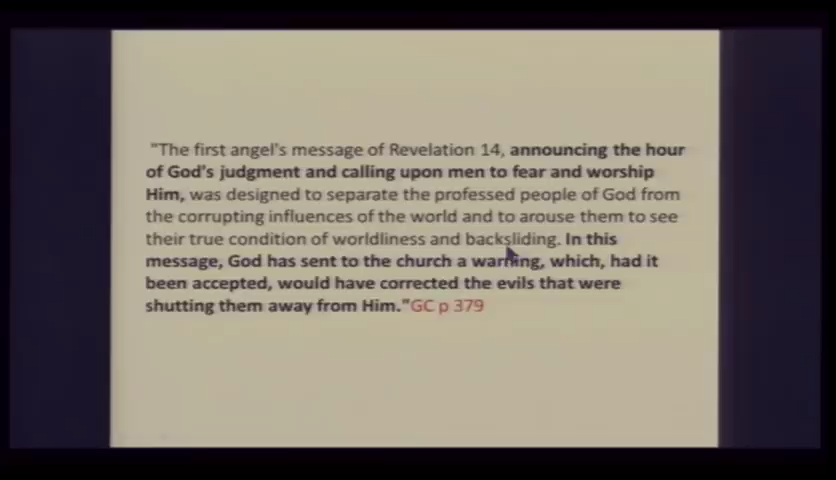 "The first angel's message of Revelation 14, announcing the hour
of God's judgment and calling upon men to fear and worship
Him, was designed to separate the professed people of God from
the corrupting influences of the world and to arouse them to see
their true condition of worldliness and backsliding. In this
message, God has sent to the church a warning, which, had it
been accepted, would have corrected the evils that were
shutting them away from Him."GC p 379